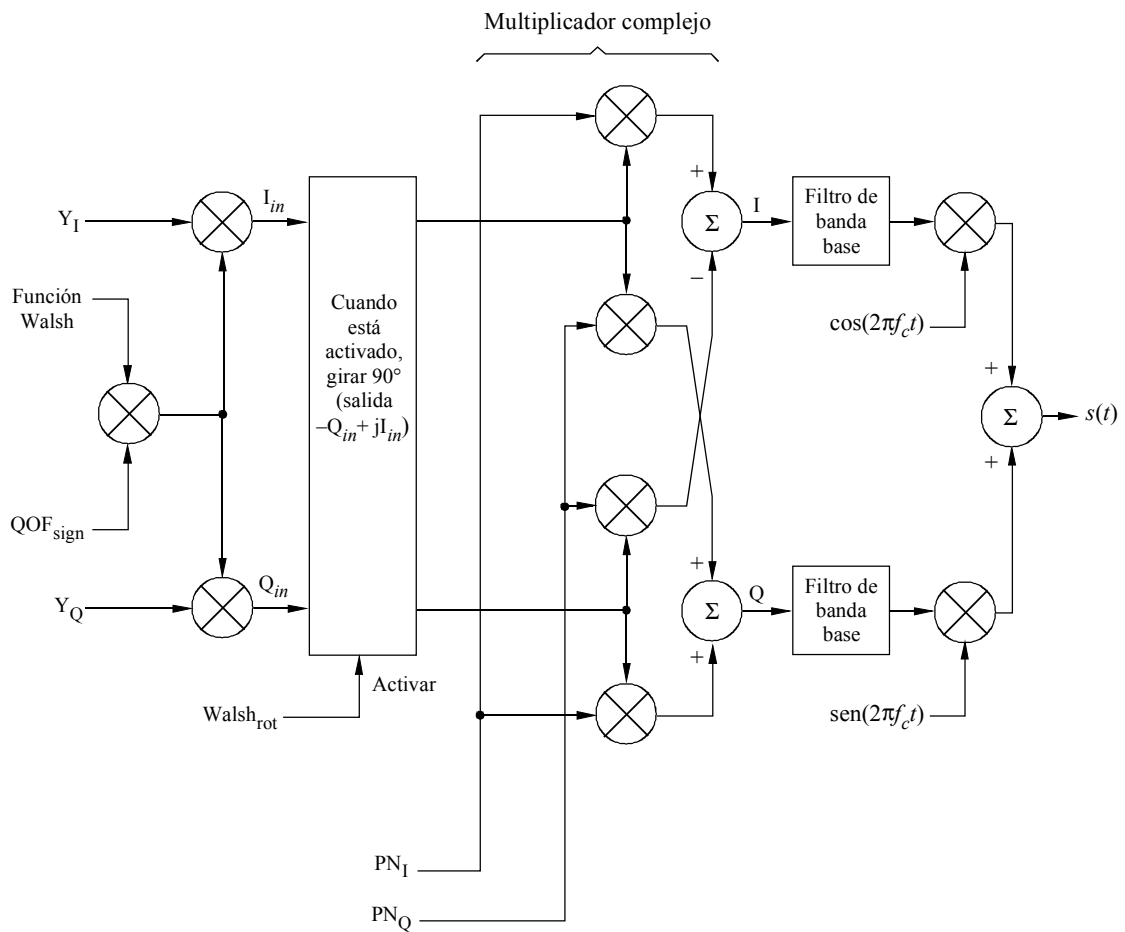 Multiplicador complejo
Y_I
I_in
Función
Walsh
QOF_sign
Y_Q
Q_in
Cuando
está
activado,
girar 90°
(salida
–Q_in + jI_in)
Activar
Walsh_rot
PN_I
PN_Q
+
Σ
–
I
Filtro de
banda
base
cos(2πf_ct)
+
Σ
s(t)
+
+
Σ
+
Q
Filtro de
banda
base
sen(2πf_ct)